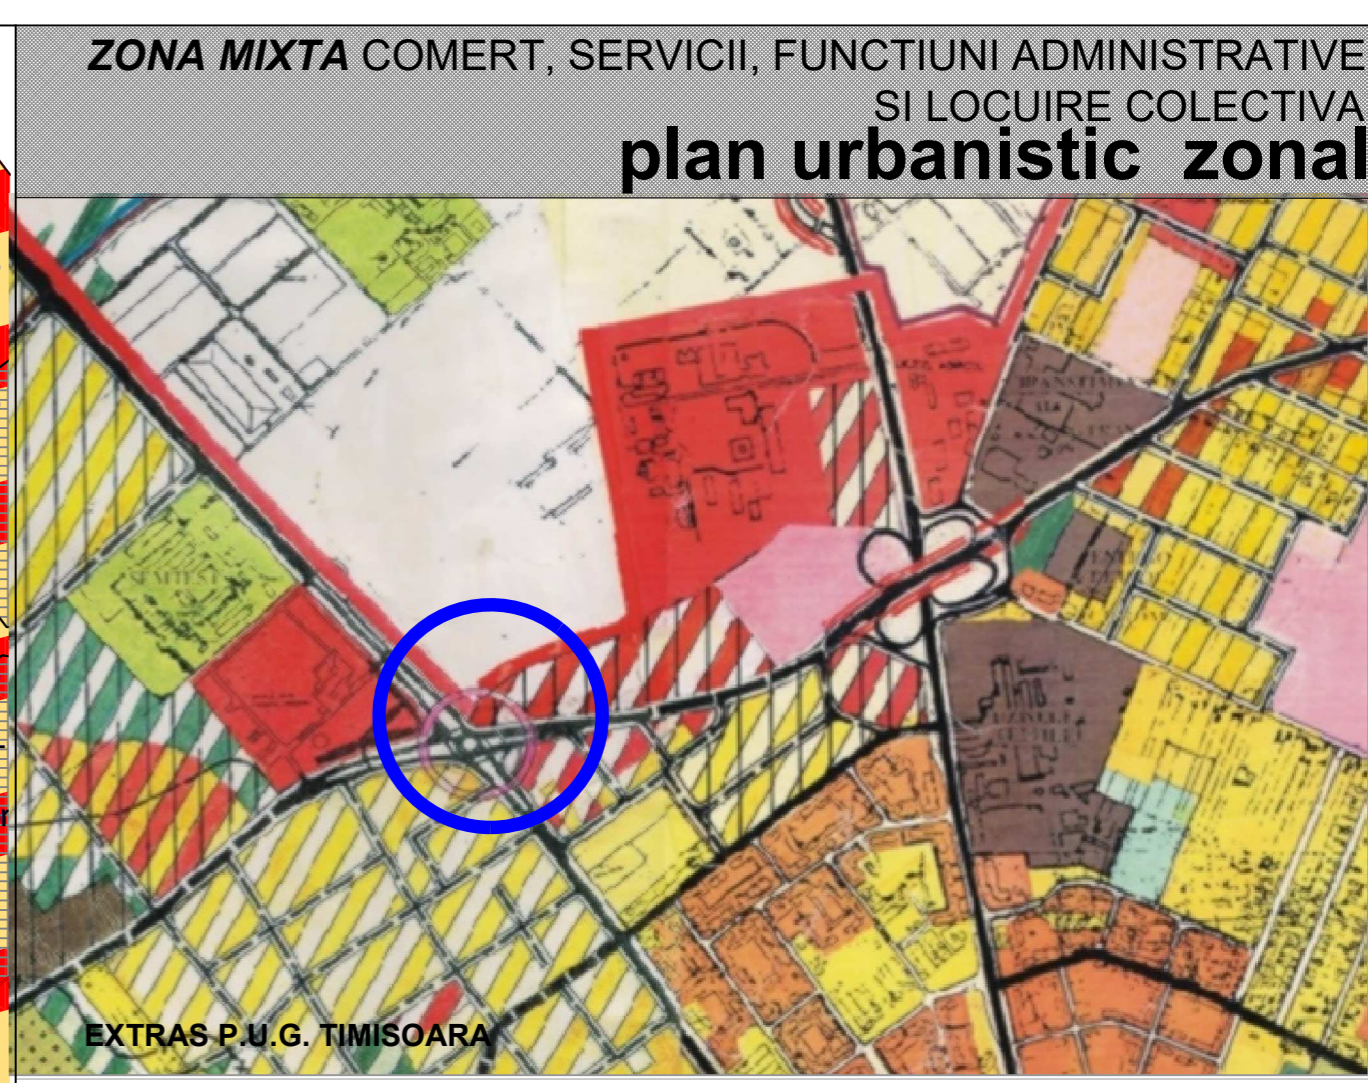 ZONA MIXTA COMERT, SERVICII, FUNCTIUNI ADMINISTRATIVE
SI LOCUIRE COLECTIVA
plan urbanistic zonal
EXTRAS P.U.G. TIMISOARA